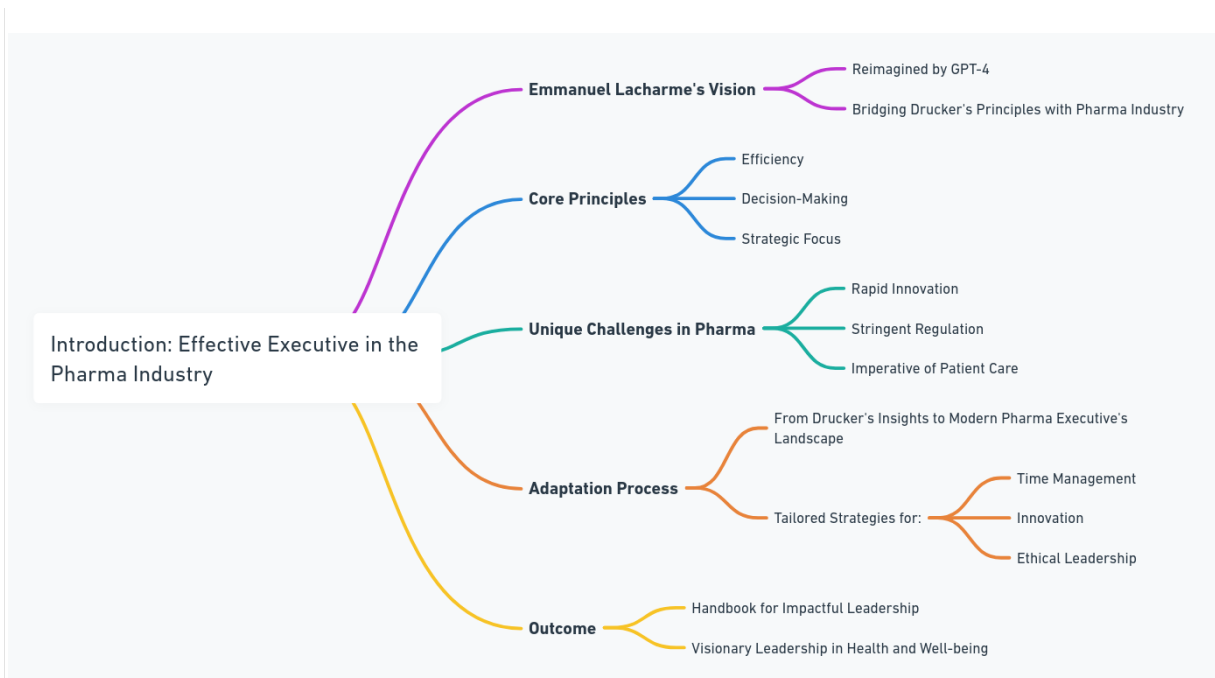 Introduction: Effective Executive in the
Pharma Industry
Emmanuel Lacharme's Vision
Reimagined by GPT-4
Bridging Drucker's Principles with Pharma Industry
Core Principles
Efficiency
Decision-Making
Strategic Focus
Unique Challenges in Pharma
Rapid Innovation
Stringent Regulation
Imperative of Patient Care
Adaptation Process
From Drucker's Insights to Modern Pharma Executive's
Landscape
Tailored Strategies for:
Time Management
Innovation
Ethical Leadership
Outcome
Handbook for Impactful Leadership
Visionary Leadership in Health and Well-being